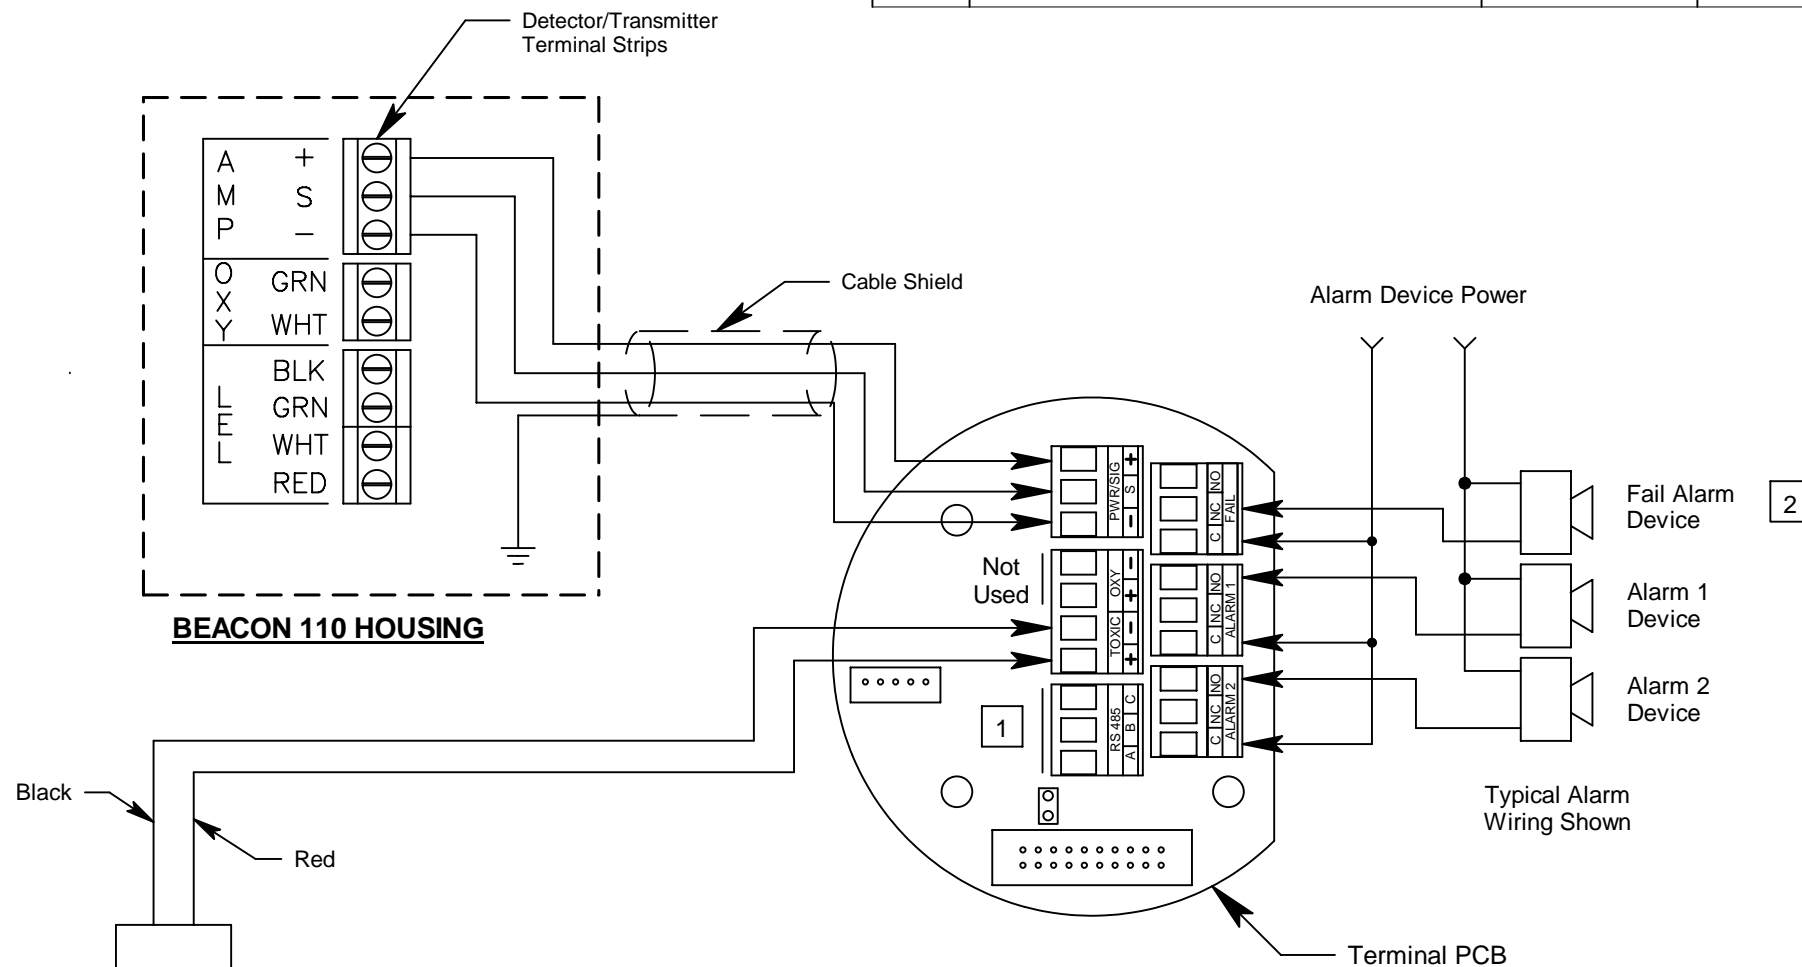 Detector/Transmitter
Terminal Strips
A
M
P
+
S
−
O
X
Y
GRN
WHT
L
E
L
BLK
GRN
WHT
RED
BEACON 110 HOUSING
Cable Shield
Alarm Device Power
PWR/SIG
+
S
-
Not
Used
OXY
-
+
TOXIC
-
+
1
RS 485
C
B
A
NO
NC
C
FAIL
NO
NC
C
ALARM 1
NO
NC
C
ALARM 2
Fail Alarm
Device
2
Alarm 1
Device
Alarm 2
Device
Typical Alarm
Wiring Shown
Black
Red
Terminal PCB